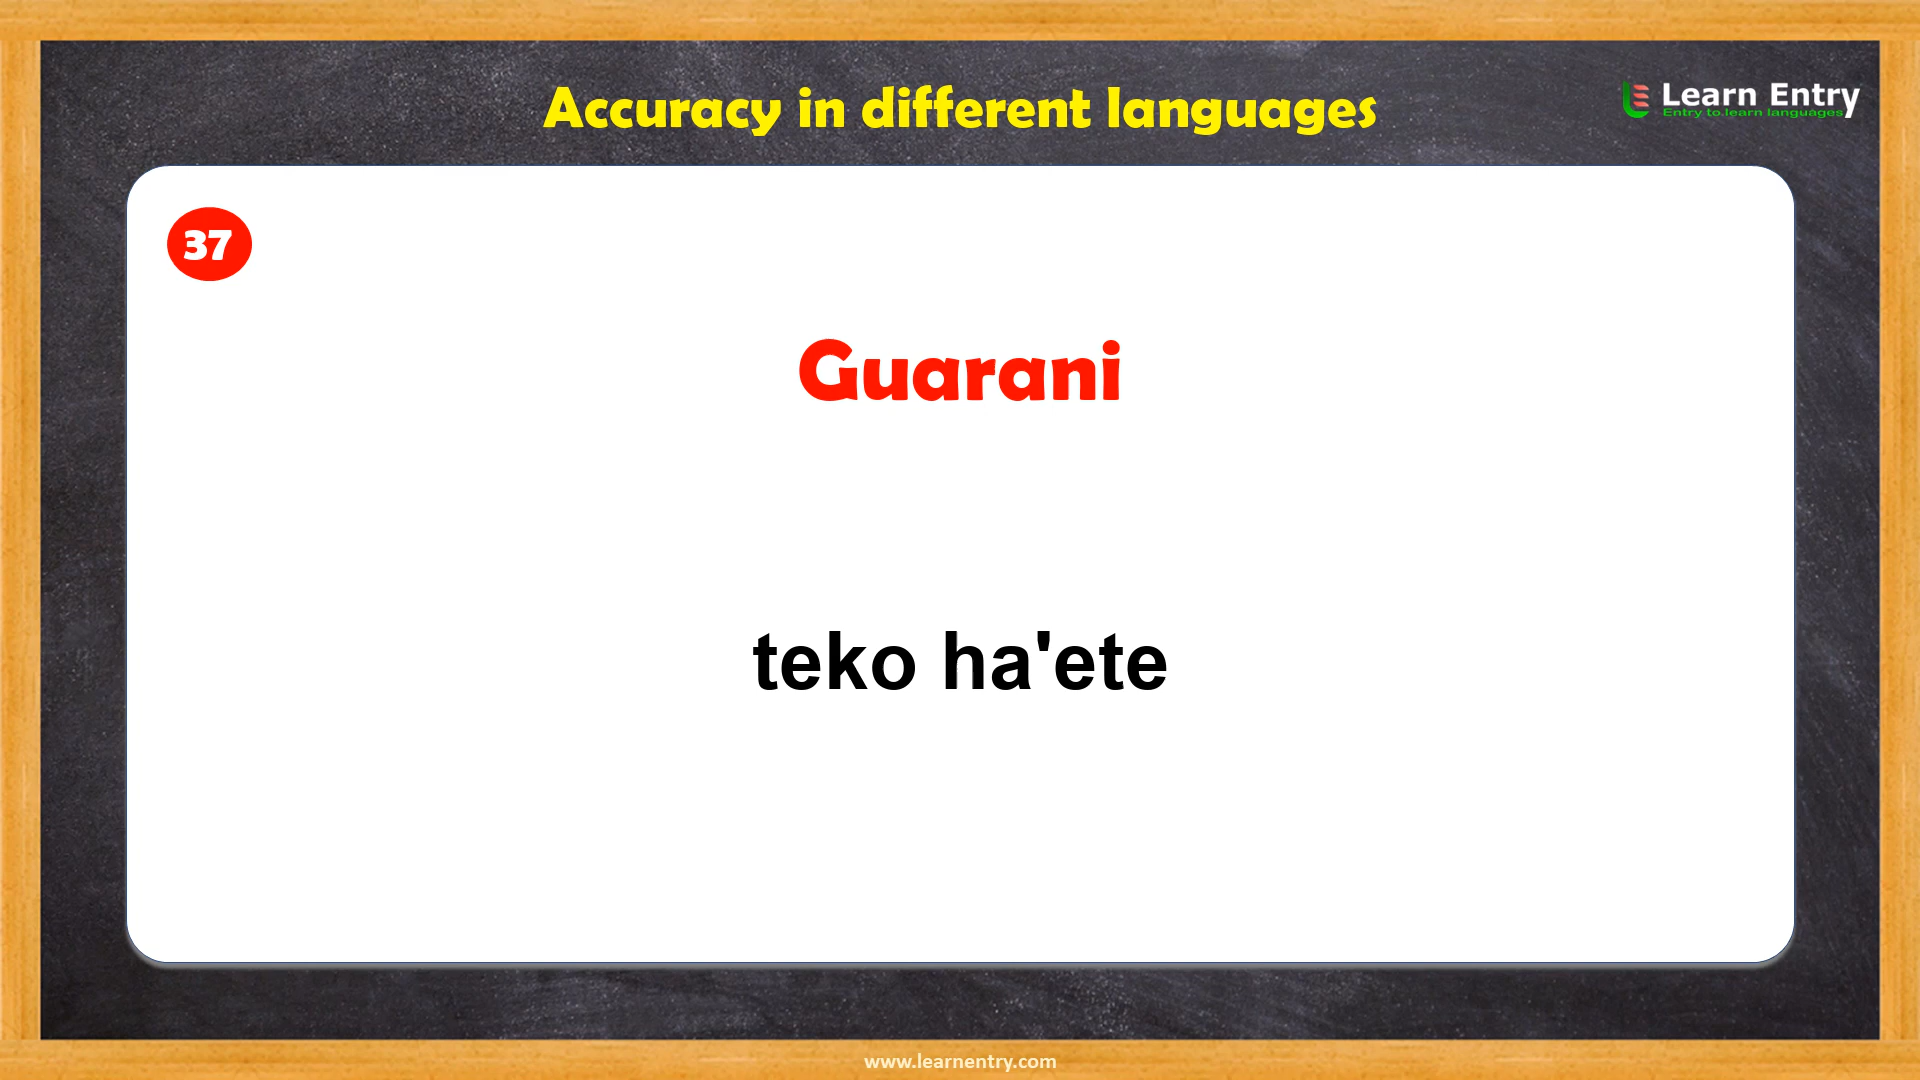 Accuracy in different languages
Learn Entry
Entry to learn languages
37
Guarani
teko ha'ete
www.learnentry.com